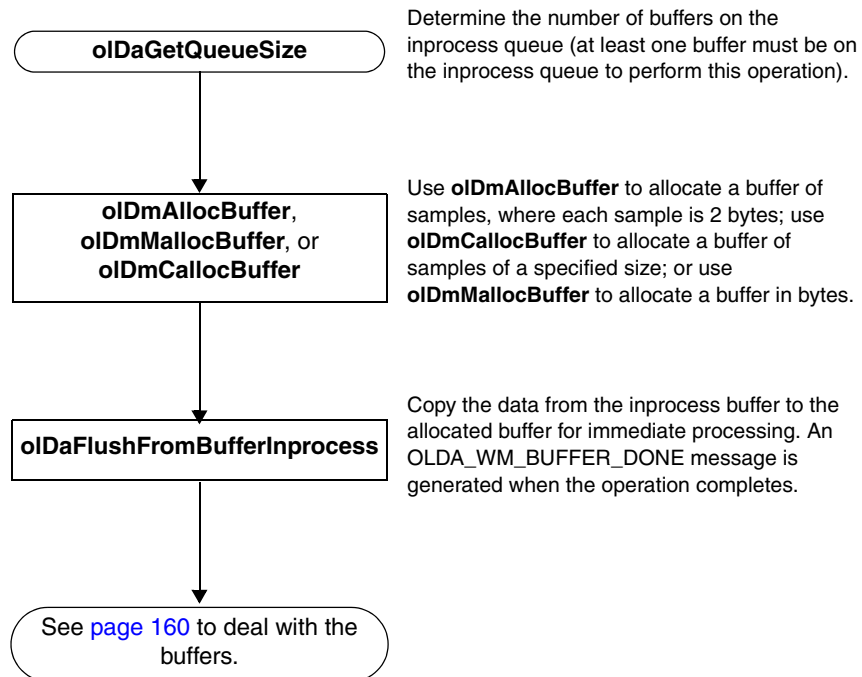 olDaGetQueueSize
Determine the number of buffers on the
inprocess queue (at least one buffer must be on
the inprocess queue to perform this operation).
olDmAllocBuffer,
olDmMallocBuffer, or
olDmCallocBuffer
Use olDmAllocBuffer to allocate a buffer of
samples, where each sample is 2 bytes; use
olDmCallocBuffer to allocate a buffer of
samples of a specified size; or use
olDmMallocBuffer to allocate a buffer in bytes.
olDaFlushFromBufferInprocess
Copy the data from the inprocess buffer to the
allocated buffer for immediate processing. An
OLDA_WM_BUFFER_DONE message is
generated when the operation completes.
See page 160 to deal with the
buffers.